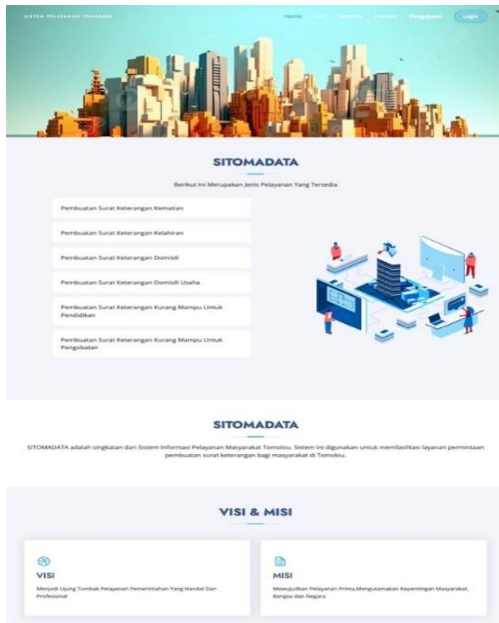 SISTEM PELAYANAN TOMADATA
Home
Pengajuan Login
SITOMADATA
Berikut Ini Merupakan Jenis Pelayanan Yang Tersedia
Pembuatan Surat Keterangan Kematian
Pembuatan Surat Keterangan Kelahiran
Pembuatan Surat Keterangan Domisili
Pembuatan Surat Keterangan Domisili Usaha
Pembuatan Surat Keterangan Kurang Mampu Untuk
Pendidikan
Pembuatan Surat Keterangan Kurang Mampu Untuk
Pengobatan
SITOMADATA
SITOMADATA adalah singkatan dari Sistem Informasi Pelayanan Masyarakat Tomolou. Sistem ini digunakan untuk memfasilitasi layanan permintaan
pembuatan surat keterangan bagi masyarakat di Tomolou.
VISI & MISI
VISI
Menjadi Ujung Tombak Pelayanan Pemerintahan Yang Handal Dan
Profesional
MISI
Mewujudkan Pelayanan Prima,Mengutamakan Kepentingan Masyarakat,
Bangsa dan Negara